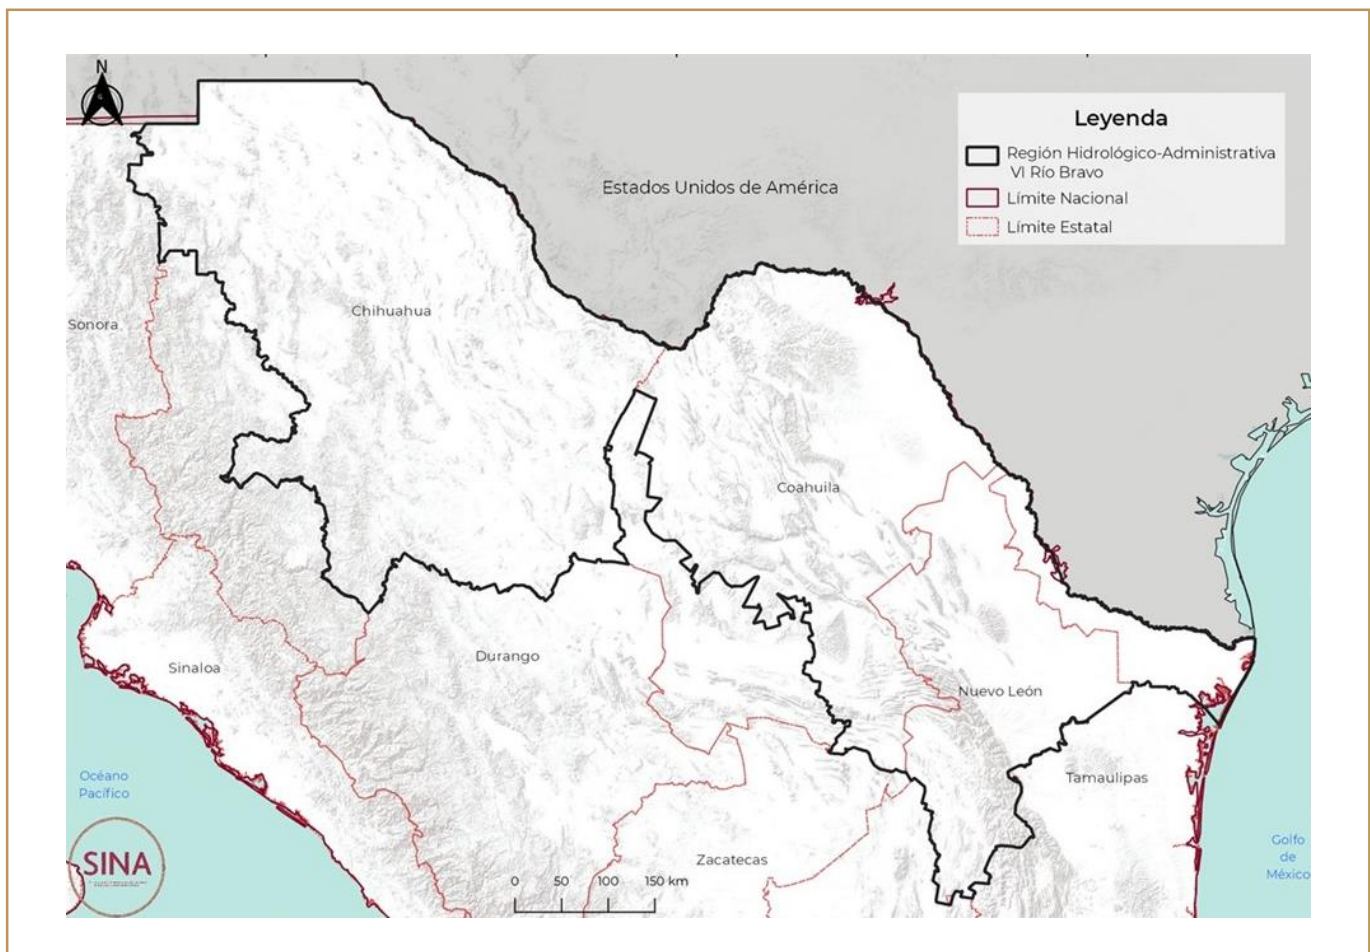 N
Leyenda
Región Hidrológico-Administrativa
VI Río Bravo
Límite Nacional
Límite Estatal
Estados Unidos de América
Chihuahua
Sonora
Coahuila
Durango
Sinaloa
Nuevo León
Tamaulipas
Océano
Pacífico
SINA
Zacatecas
Golfo
de
México
0 50 100 150 km